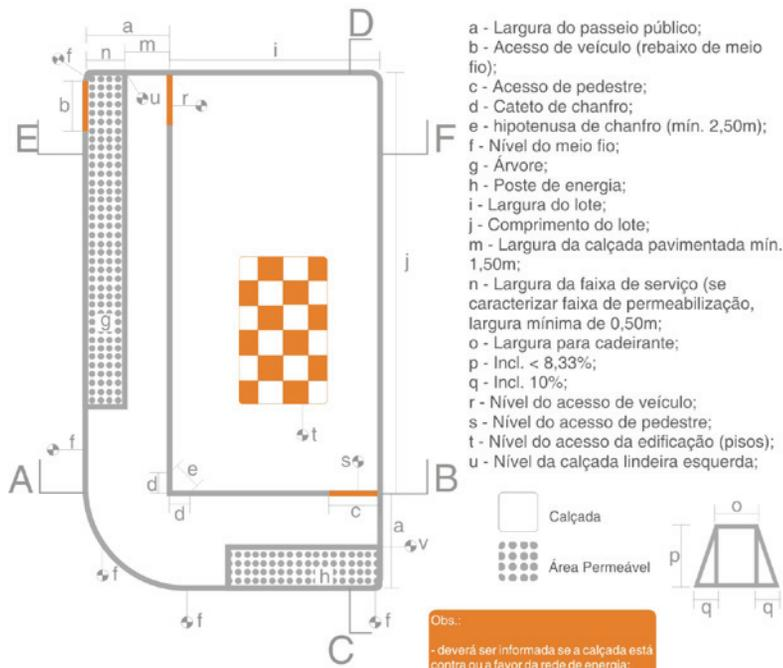 a
n
m
i
D
f
b
u
r
E
F
j
g
t
f
A
s
B
e
d
d
c
a
v
h
f
f
f
C
a - Largura do passeio público;
b - Acesso de veículo (rebaixo de meio
fio);
c - Acesso de pedestre;
d - Cateto de chanfro;
e - hipotenusa de chanfro (mín. 2,50m);
f - Nível do meio fio;
g - Árvore;
h - Poste de energia;
i - Largura do lote;
j - Comprimento do lote;
m - Largura da calçada pavimentada mín.
1,50m;
n - Largura da faixa de serviço (se
caracterizar faixa de permeabilização,
largura mínima de 0,50m;
o - Largura para cadeirante;
p - Incl. < 8,33%;
q - Incl. 10%;
r - Nível do acesso de veículo;
s - Nível do acesso de pedestre;
t - Nível do acesso da edificação (pisos);
u - Nível da calçada lindeira esquerda;
Calçada
Área Permeável
o
p
q
q
Obs.:
- deverá ser informada se a calçada está
contra ou a favor da rede de energia;